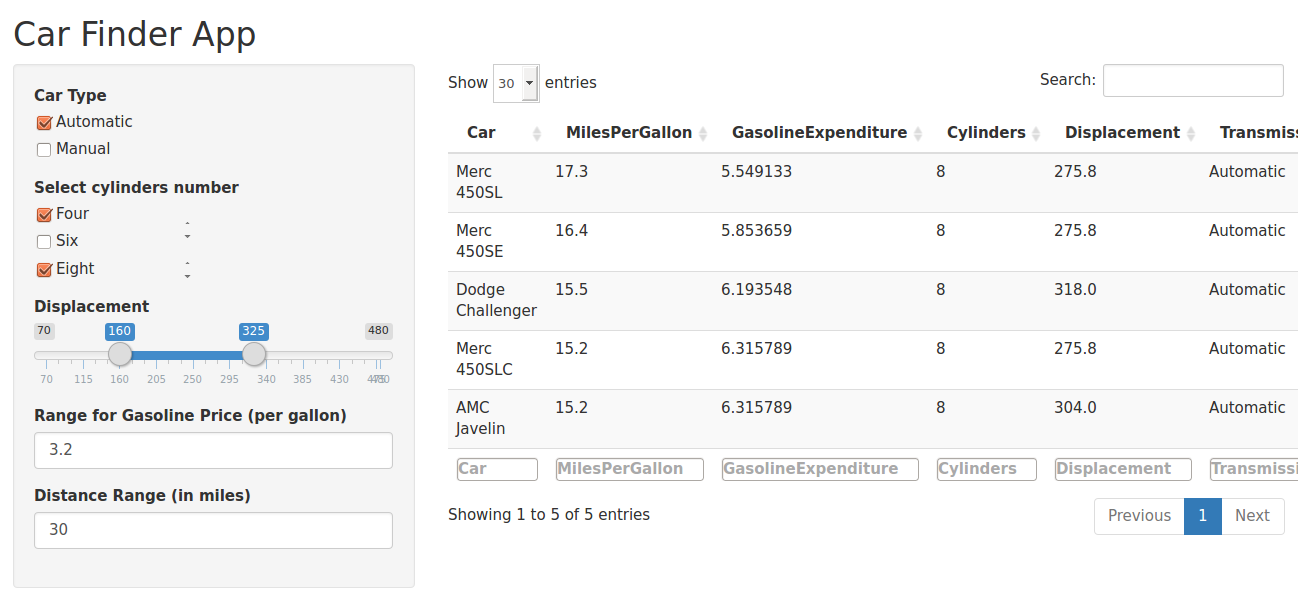 Car Finder App
Car Type
Automatic
Manual
Select cylinders number
Four
Six
Eight
Displacement
70 160 325 480
70 115 160 205 250 295 340 385 430 475 480
Range for Gasoline Price (per gallon)
3.2
Distance Range (in miles)
30
Show 30 entries
Search:
Car MilesPerGallon GasolineExpenditure Cylinders Displacement Transmiss
Merc 17.3 5.549133 8 275.8 Automatic
450SL
Merc 16.4 5.853659 8 275.8 Automatic
450SE
Dodge 15.5 6.193548 8 318.0 Automatic
Challenger
Merc 15.2 6.315789 8 275.8 Automatic
450SLC
AMC 15.2 6.315789 8 304.0 Automatic
Javelin
Car MilesPerGallon GasolineExpenditure Cylinders Displacement Transmissi
Showing 1 to 5 of 5 entries
Previous 1 Next